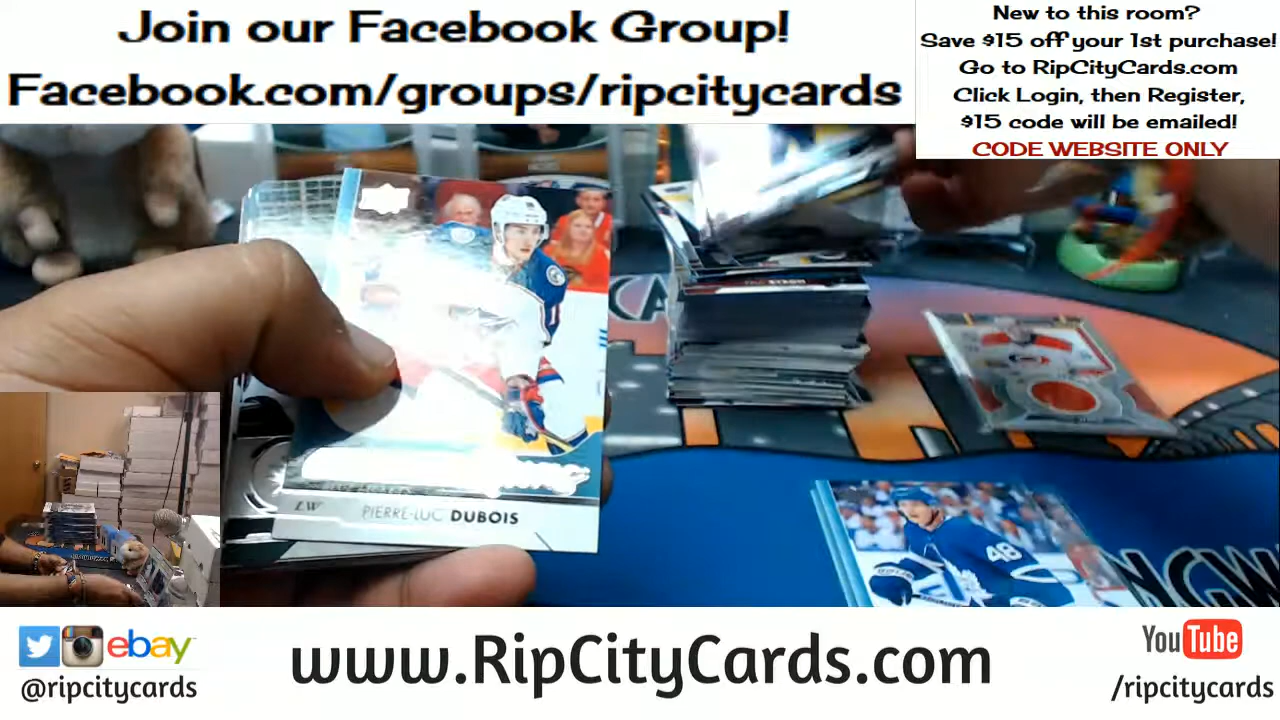 Join our Facebook Group!
Facebook.com/groups/ripcitycards
New to this room?
Save $15 off your 1st purchase!
Go to RipCityCards.com
Click Login, then Register,
$15 code will be emailed!
CODE WEBSITE ONLY
LW PIERRE-LUC DUBOIS
48
ebay
@ripcitycards
www.RipCityCards.com
YouTube
/ripcitycards